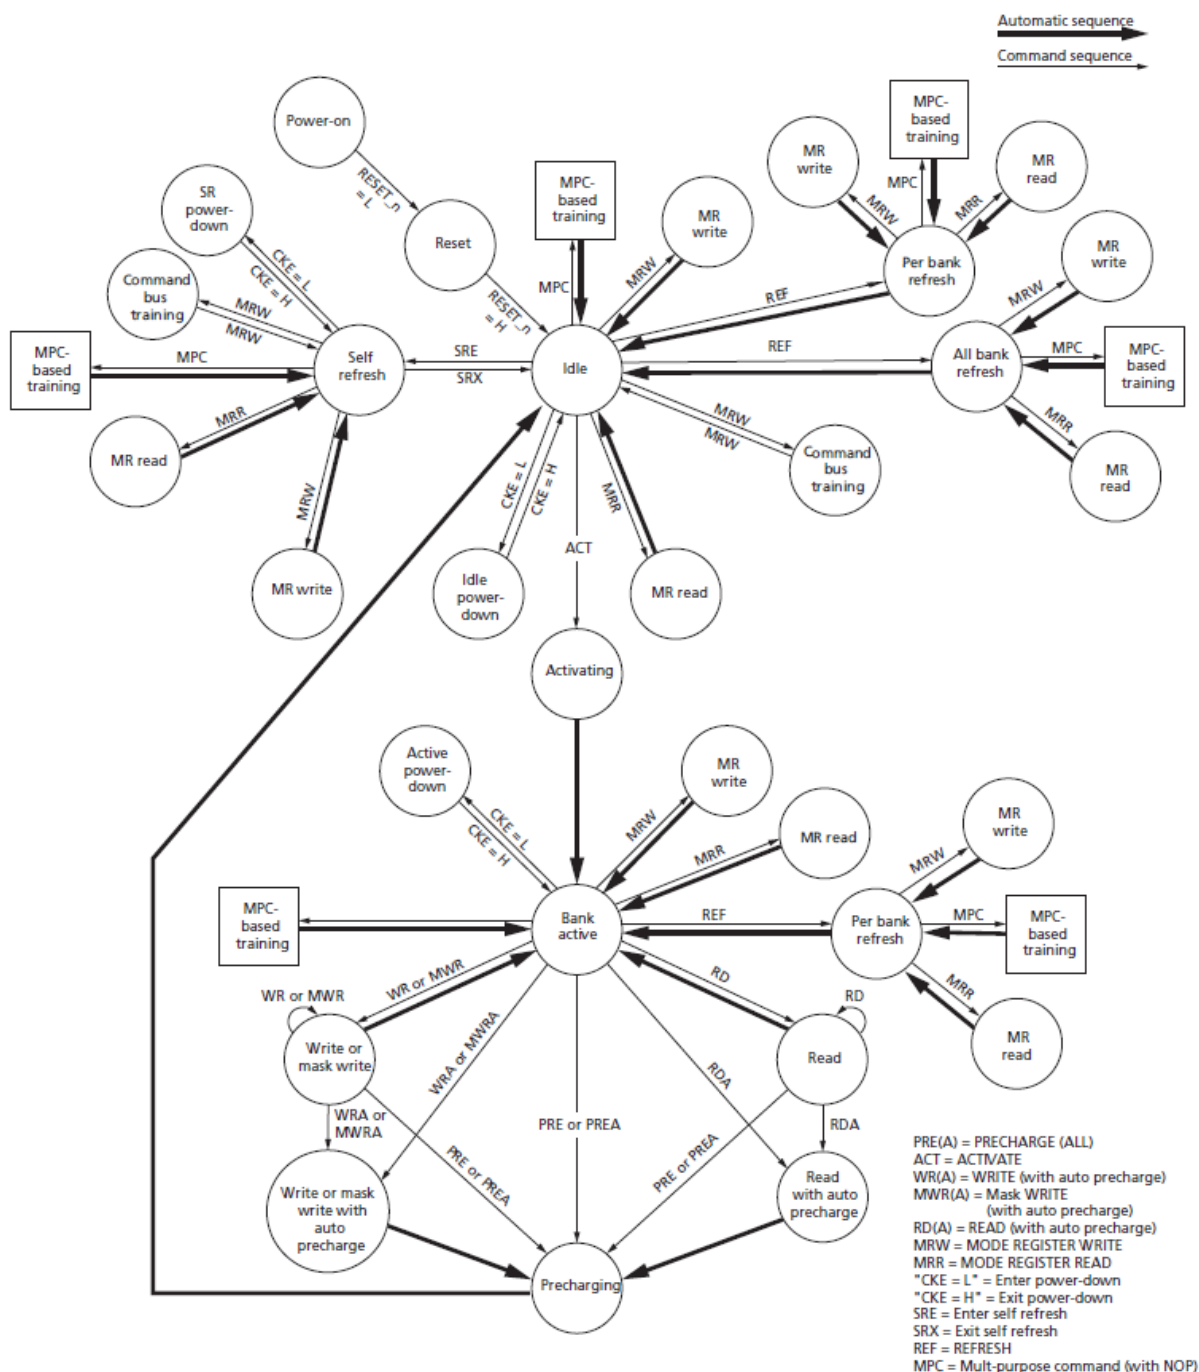 Automatic sequence
Command sequence
Power-on
RESET_n
= L
Reset
RESET_n
= H
SR
power-
down
CKE = L
CKE = H
Command
bus
training
MRW
MRW
MPC-
based
training
MPC
Self
refresh
MRR
MR read
MRW
MR write
SRE
SRX
Idle
MPC-
based
training
MPC
MR
write
MRW
MR
write
MRW
MPC-
based
training
MPC
MR
read
MRR
Per bank
refresh
REF
REF
All bank
refresh
MR
write
MRW
MPC
MPC-
based
training
MRR
MR
read
MRW
MRW
Command
bus
training
CKE = L
CKE = H
Idle
power-
down
MRR
MR read
ACT
Activating
Active
power-
down
CKE = L
CKE = H
MR
write
MRW
MR read
MRR
MPC-
based
training
Bank
active
REF
Per bank
refresh
MR
write
MRW
MPC
MPC-
based
training
MRR
MR
read
WR or MWR
WR or MWR
Write or
mask write
WRA or MWRA
RD
RD
Read
RDA
WRA or
MWRA
PRE or PREA
PRE or PREA
PRE or PREA
RDA
Write or mask
write with
auto
precharge
Read
with auto
precharge
Precharging
PRE(A) = PRECHARGE (ALL)
ACT = ACTIVATE
WR(A) = WRITE (with auto precharge)
MWR(A) = Mask WRITE
(with auto precharge)
RD(A) = READ (with auto precharge)
MRW = MODE REGISTER WRITE
MRR = MODE REGISTER READ
"CKE = L" = Enter power-down
"CKE = H" = Exit power-down
SRE = Enter self refresh
SRX = Exit self refresh
REF = REFRESH
MPC = Mult-purpose command (with NOP)